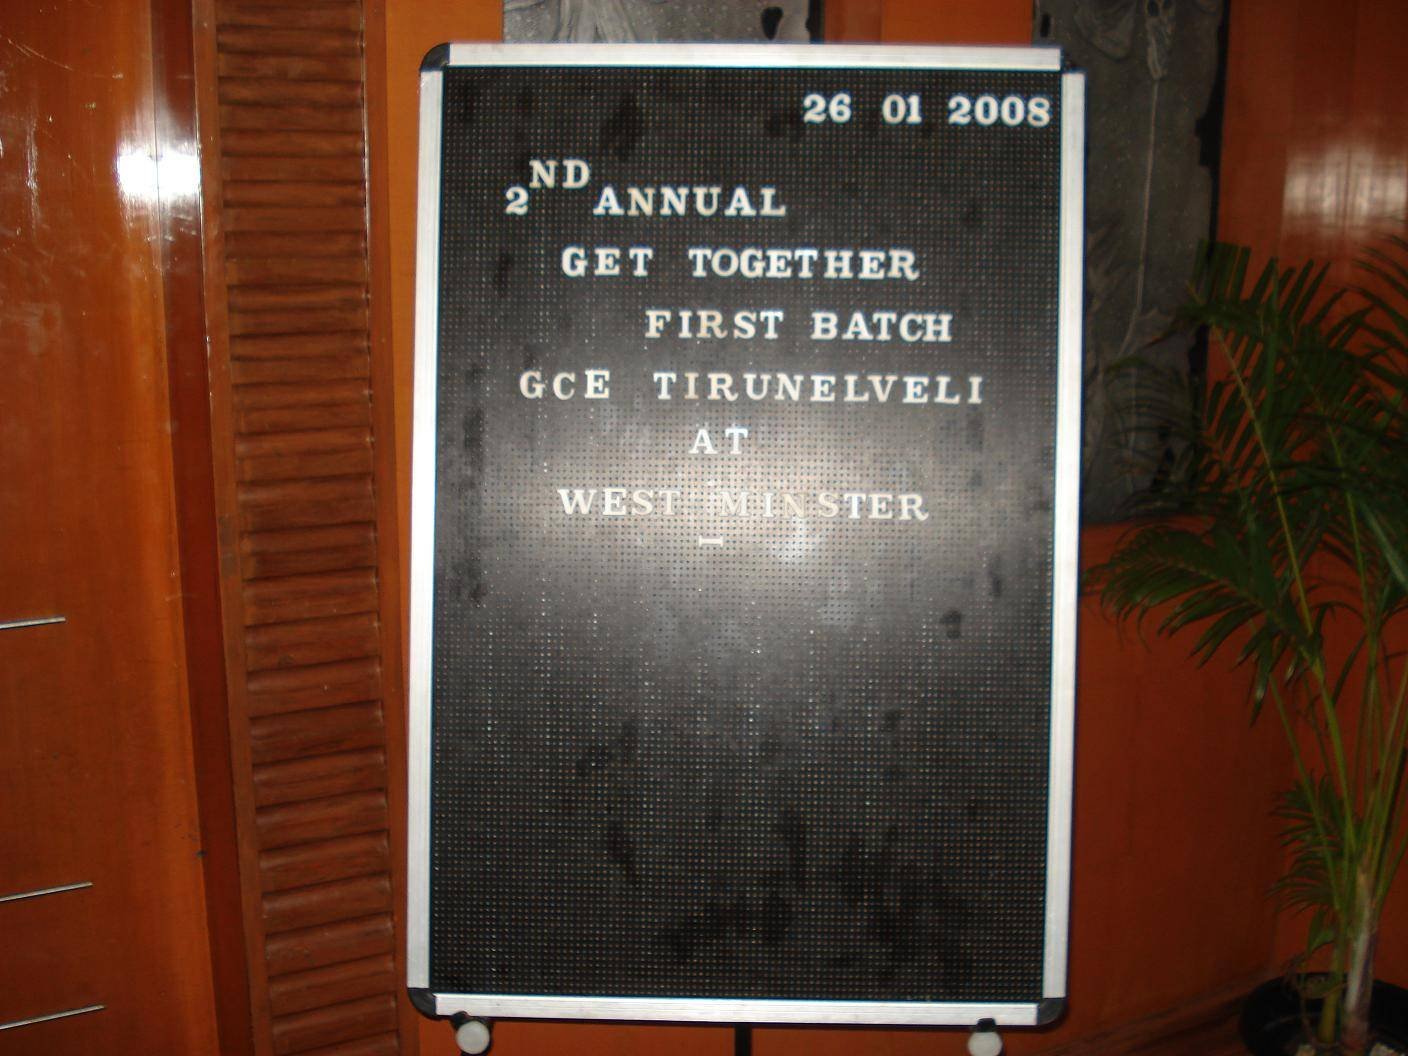 26 01 2008
2ND ANNUAL
GET TOGETHER
FIRST BATCH
GCE TIRUNELVELI
AT
WEST MINSTER